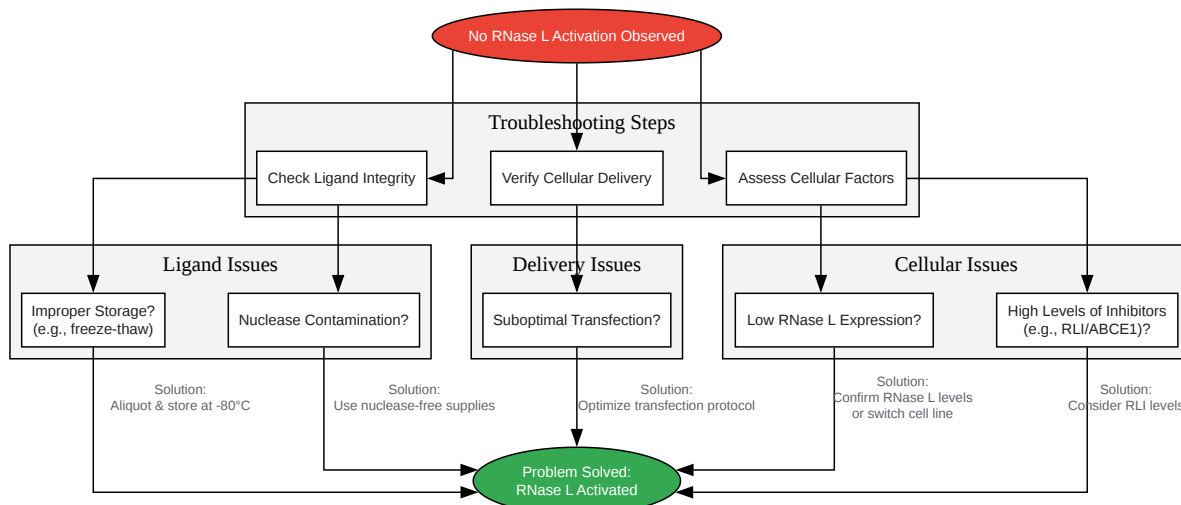 No RNase L Activation Observed
Troubleshooting Steps
Check Ligand Integrity
Verify Cellular Delivery
Assess Cellular Factors
Ligand Issues
Delivery Issues
Cellular Issues
Improper Storage?
(e.g., freeze-thaw)
Nuclease Contamination?
Suboptimal Transfection?
Low RNase L Expression?
High Levels of Inhibitors
(e.g., RLI/ABCE1)?
Solution:
Aliquot & store at -80°C
Solution:
Use nuclease-free supplies
Solution:
Optimize transfection protocol
Solution:
Confirm RNase L levels
or switch cell line
Solution:
Consider RLI levels
Problem Solved:
RNase L Activated